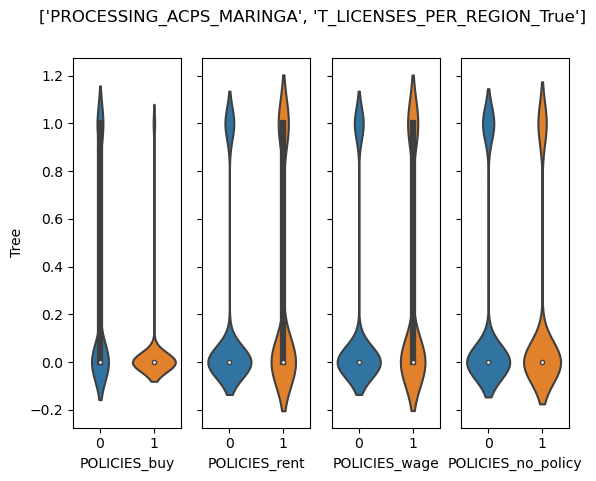 ['PROCESSING_ACPS_MARINGA', 'T_LICENSES_PER_REGION_True']
Tree
1.2
1.0
0.8
0.6
0.4
0.2
0.0
−0.2
0 1 0 1 0 1 0 1
POLICIES_buy POLICIES_rent POLICIES_wage POLICIES_no_policy